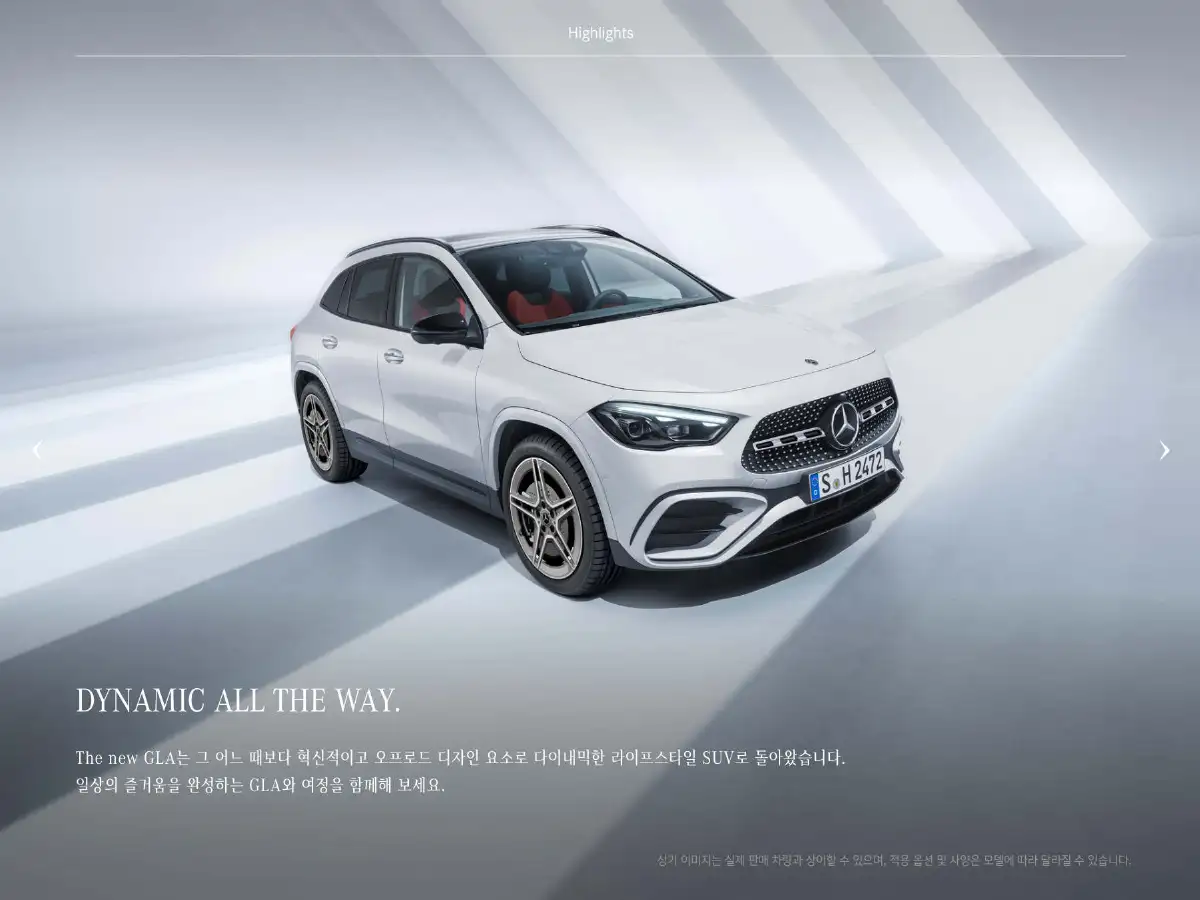 Highlights
S H 2472
DYNAMIC ALL THE WAY.
The new GLA는 그 어느 때보다 혁신적이고 오프로드 디자인 요소로 다이내믹한 라이프스타일 SUV로 돌아왔습니다.
일상의 즐거움을 완성하는 GLA와 여정을 함께해 보세요.
상기 이미지는 실제 판매 차량과 상이할 수 있으며, 적용 옵션 및 사양은 모델에 따라 달라질 수 있습니다.